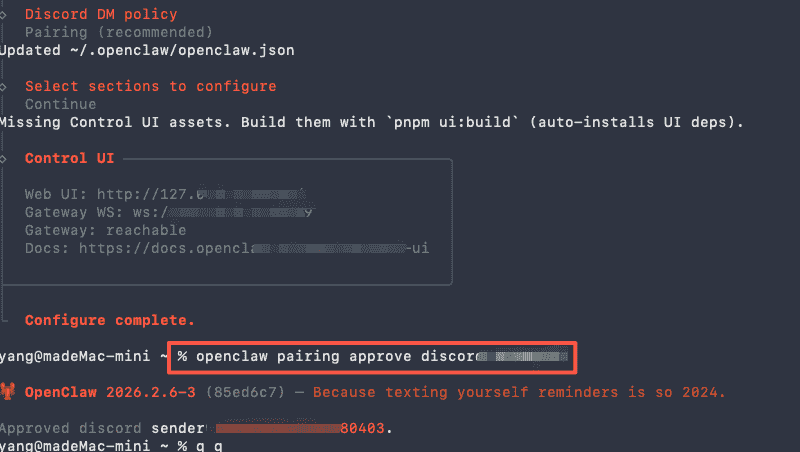 Discord DM policy
Pairing (recommended)
Updated ~/.openclaw/openclaw.json
Select sections to configure
Continue
Missing Control UI assets. Build them with `pnpm ui:build` (auto-installs UI deps).
Control UI
Web UI: http://127.
Gateway WS: ws:/
Gateway: reachable
Docs: https://docs.opencla -ui
Configure complete.
yang@madeMac-mini ~ % openclaw pairing approve discord
OpenClaw 2026.2.6-3 (85ed6c7) — Because texting yourself reminders is so 2024.
Approved discord sender 80403.
yang@madeMac-mini ~ % q q